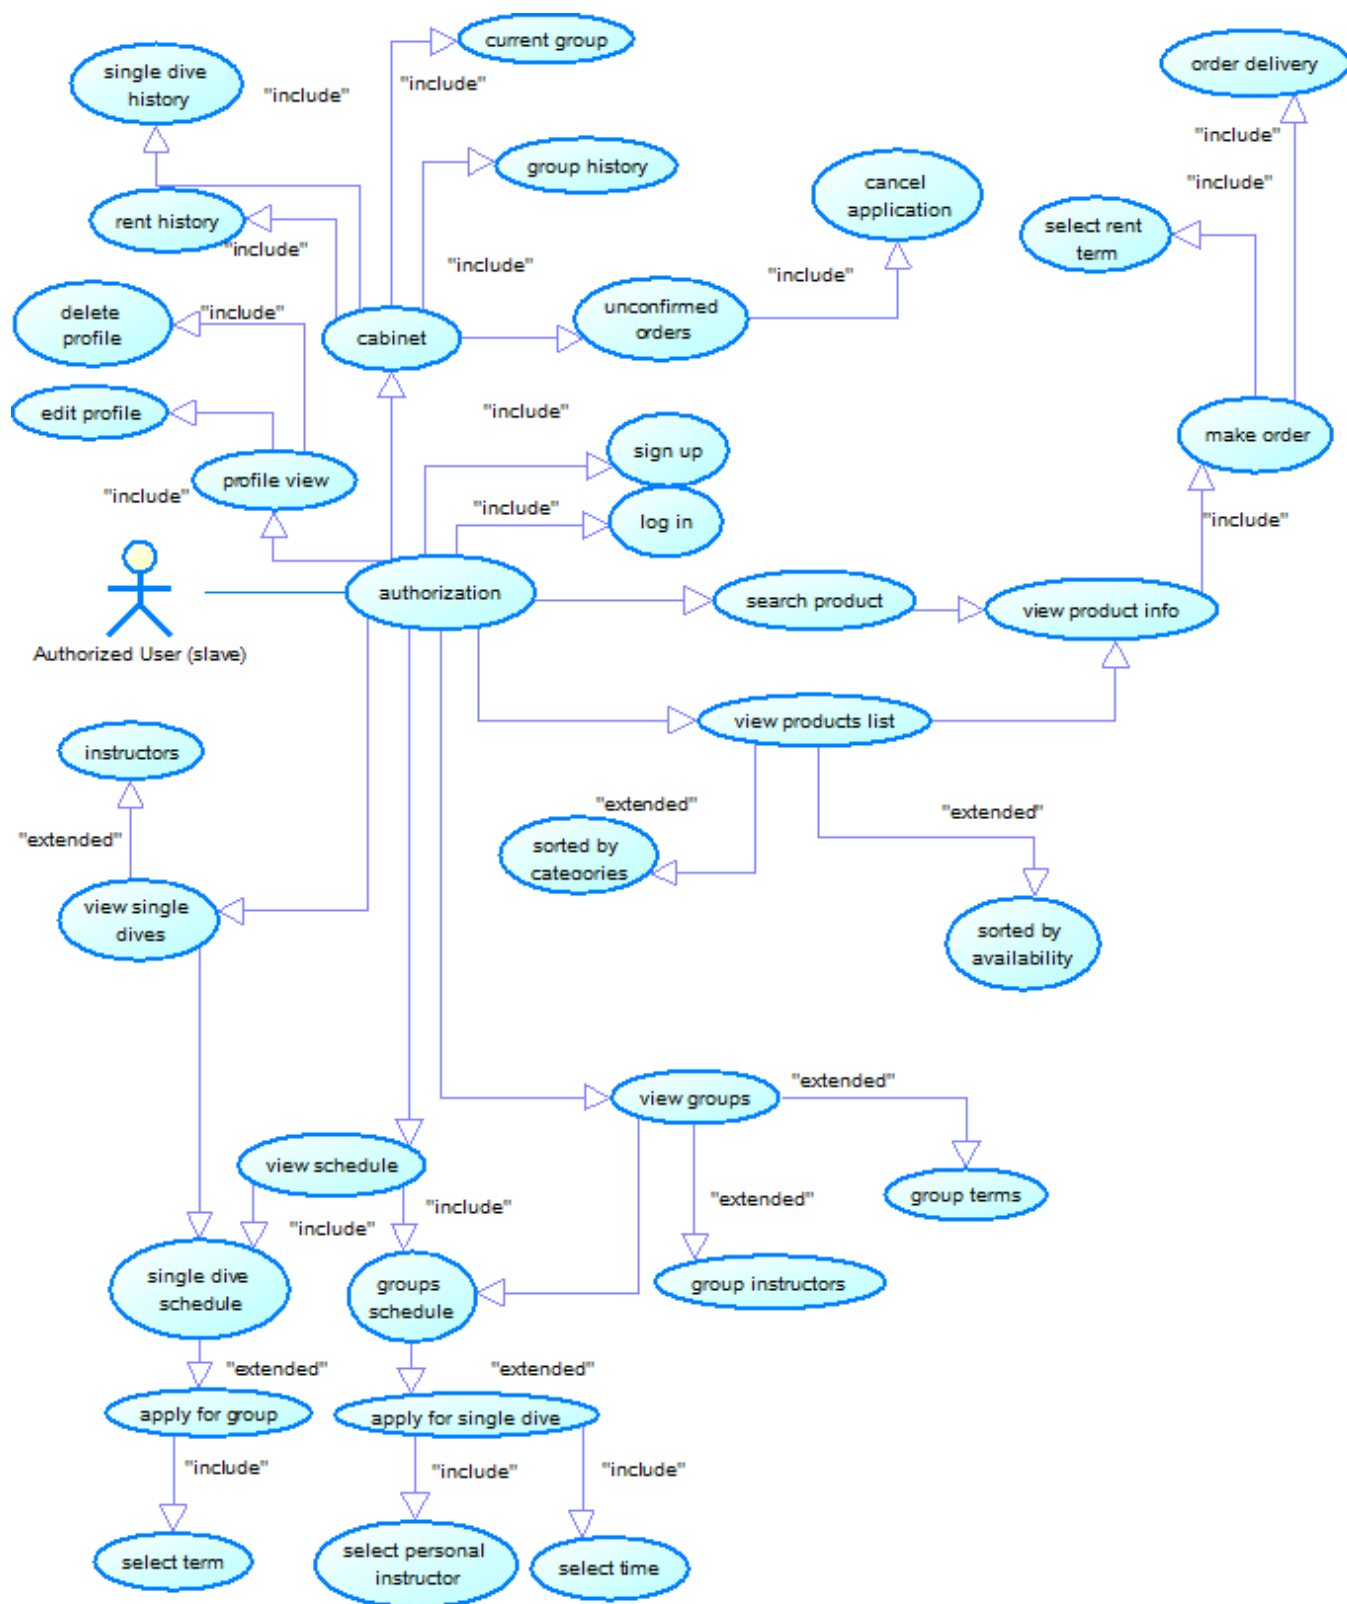 current group
single dive
history
"include"
"include"
order delivery
"include"
group history
cancel
application
"include"
rent history
select rent
term
"include"
"include"
"include"
delete
profile
"include"
unconfirmed
orders
cabinet
edit profile
"include"
sign up
make order
profile view
"include"
"include"
log in
"include"
authorization
search product
view product info
Authorized User (slave)
view products list
instructors
"extended"
"extended"
"extended"
sorted by
categories
view single
dives
sorted by
availability
view groups
"extended"
view schedule
"include"
"extended"
group terms
"include"
single dive
schedule
groups
schedule
group instructors
"extended"
"extended"
apply for group
apply for single dive
"include"
"include"
"include"
select term
select personal
instructor
select time